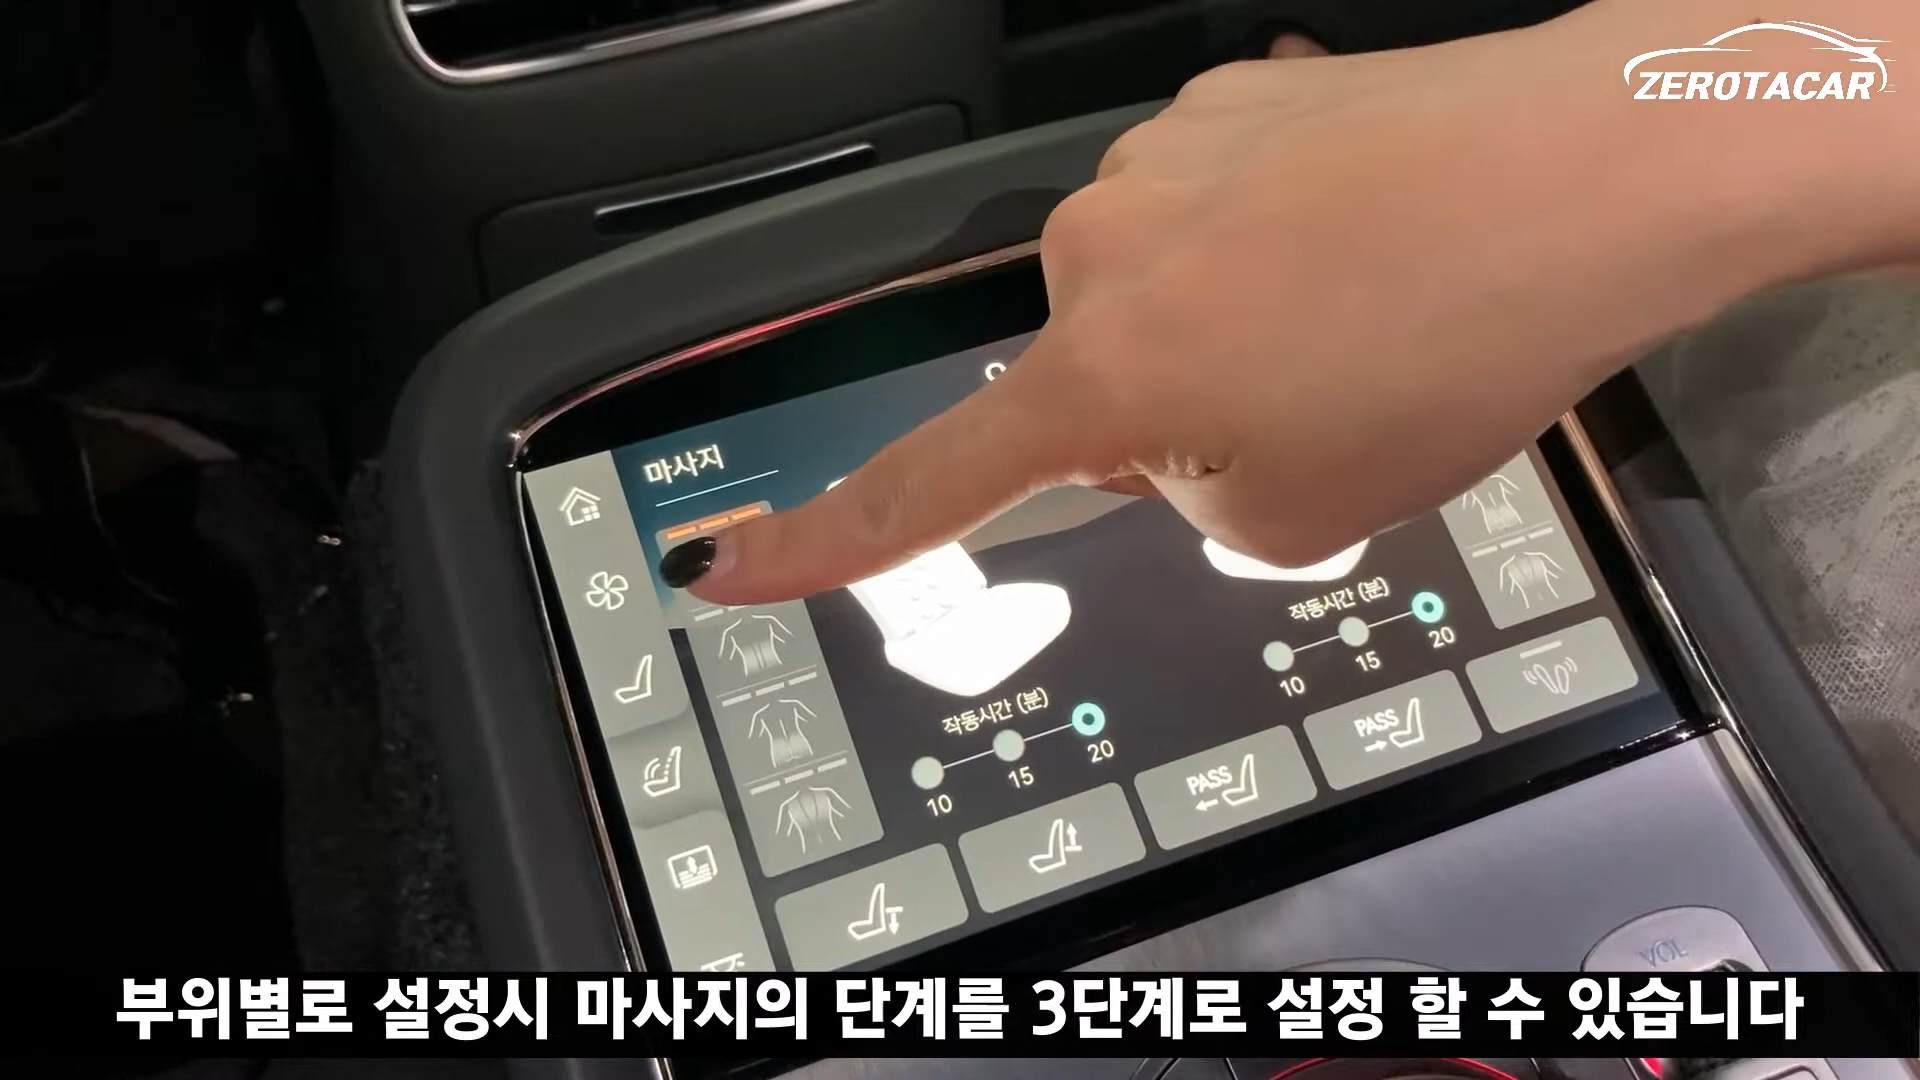 ZEROTACAR
마사지
작동시간 (분)
10 15 20
작동시간 (분)
10 15 20
PASS
PASS
VOL
부위별로 설정시 마사지의 단계를 3단계로 설정 할 수 있습니다